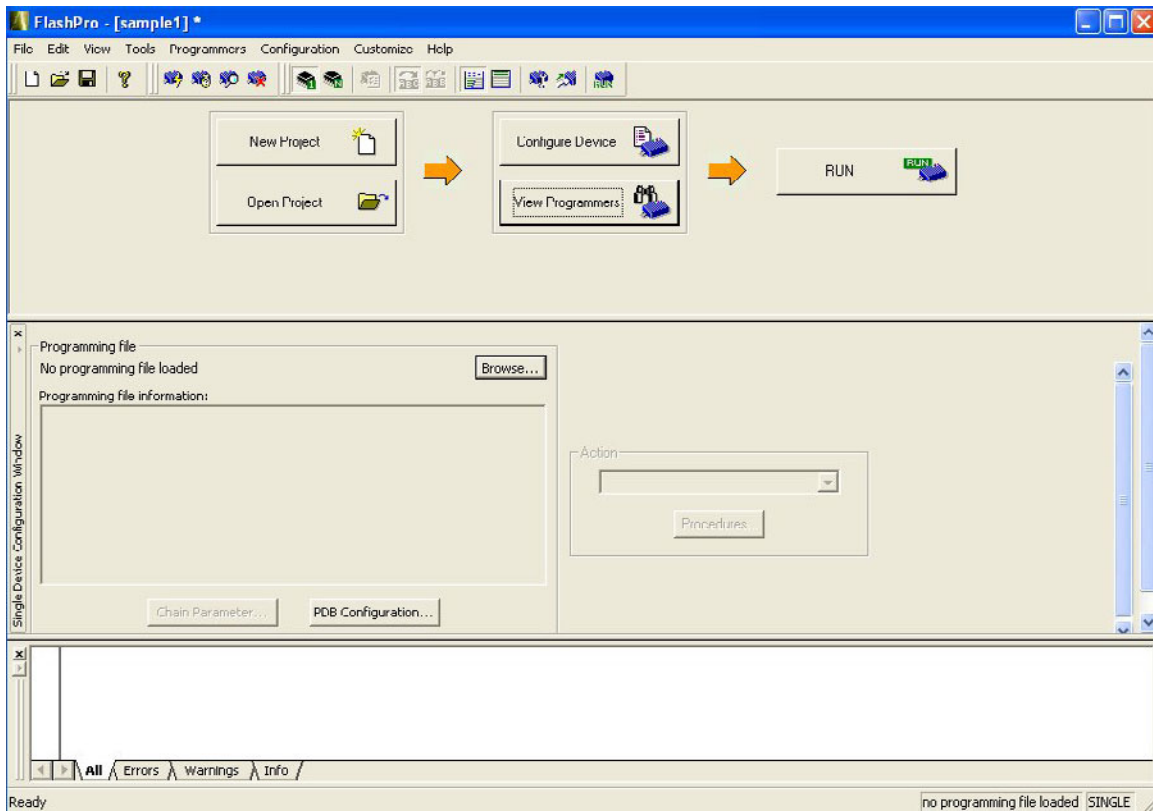 FlashPro - [sample1] *
File Edit View Tools Programmers Configuration Customize Help
New Project
Open Project
Configure Device
View Programmers
RUN
RUN
Programming file
No programming file loaded
Browse...
Programming file information:
Single Device Configuration Window
Action
Procedures...
Chain Parameter...
PDB Configuration...
All Errors Warnings Info
Ready
no programming file loaded SINGLE